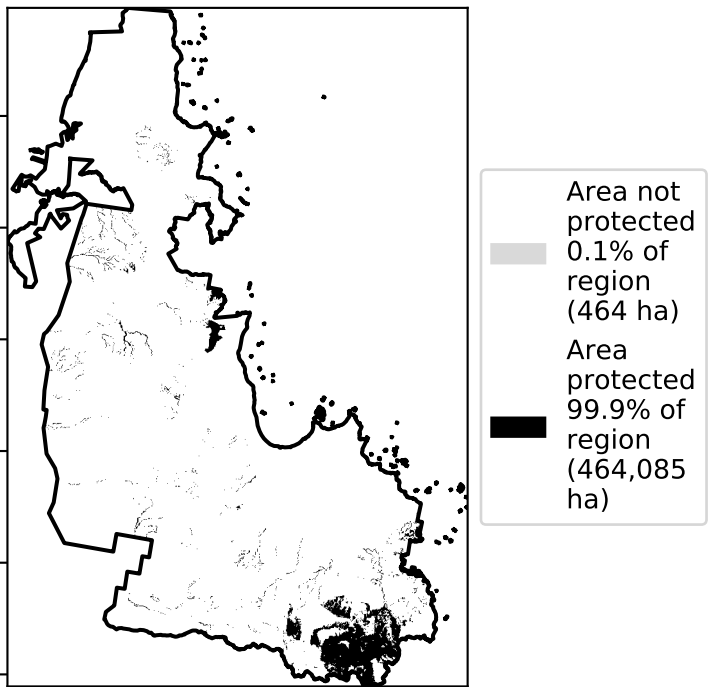 Area not
protected
0.1% of
region
(464 ha)
Area
protected
99.9% of
region
(464,085
ha)